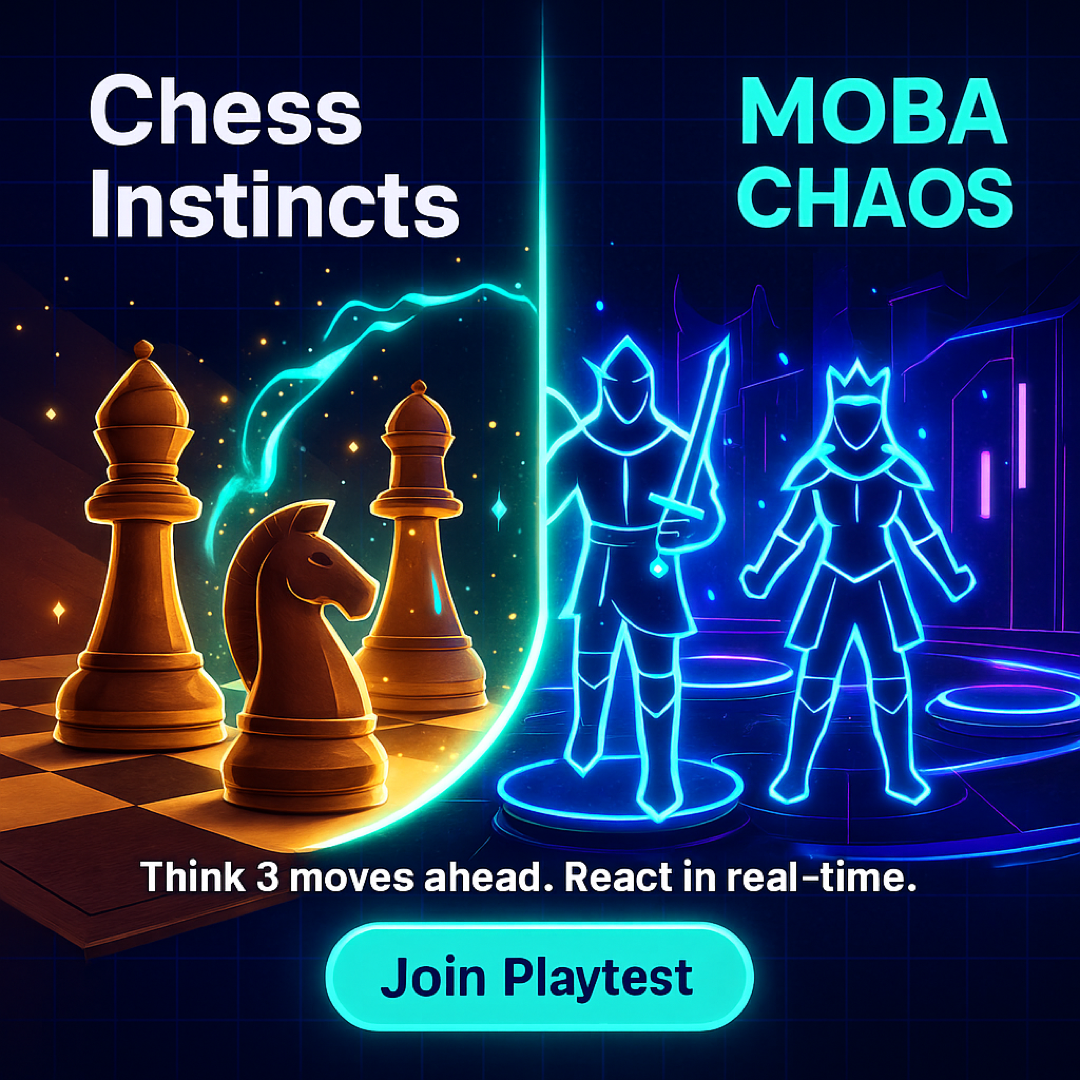 Chess
Instincts
MOBA
CHAOS
Think 3 moves ahead. React in real-time.
Join Playtest